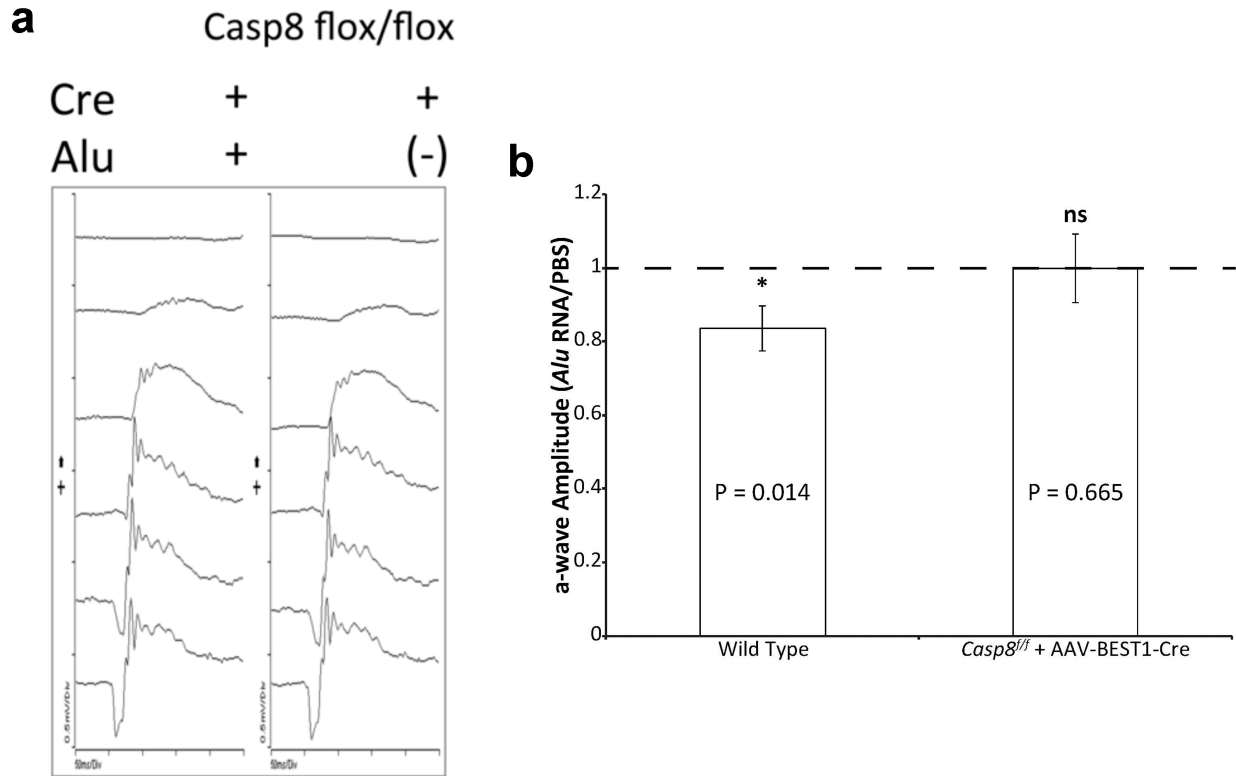 a
Casp8 flox/flox
Cre + +
Alu + (-)
0.5mV/Div
0.5mV/Div
50ms/Div
50ms/Div
b
a-wave Amplitude (Alu RNA/PBS)
1.2
1
0.8
0.6
0.4
0.2
0
*
ns
P = 0.014
P = 0.665
Wild Type
Casp8f/f + AAV-BEST1-Cre